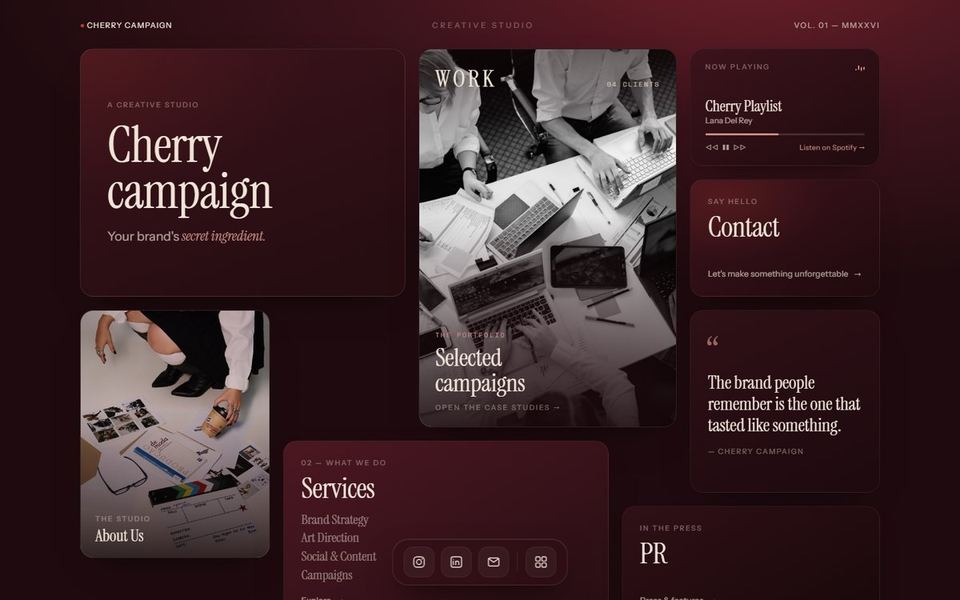 CHERRY CAMPAIGN
CREATIVE STUDIO
VOL. 01 — MMXXVI
A CREATIVE STUDIO
Cherry
campaign
Your brand's secret ingredient.
WORK
04 CLIENTS
THE PORTFOLIO
Selected
campaigns
OPEN THE CASE STUDIES →
NOW PLAYING
Cherry Playlist
Lana Del Rey
Listen on Spotify →
SAY HELLO
Contact
Let's make something unforgettable →
“
The brand people
remember is the one that
tasted like something.
— CHERRY CAMPAIGN
THE STUDIO
About Us
02 — WHAT WE DO
Services
Brand Strategy
Art Direction
Social & Content
Campaigns
IN THE PRESS
PR